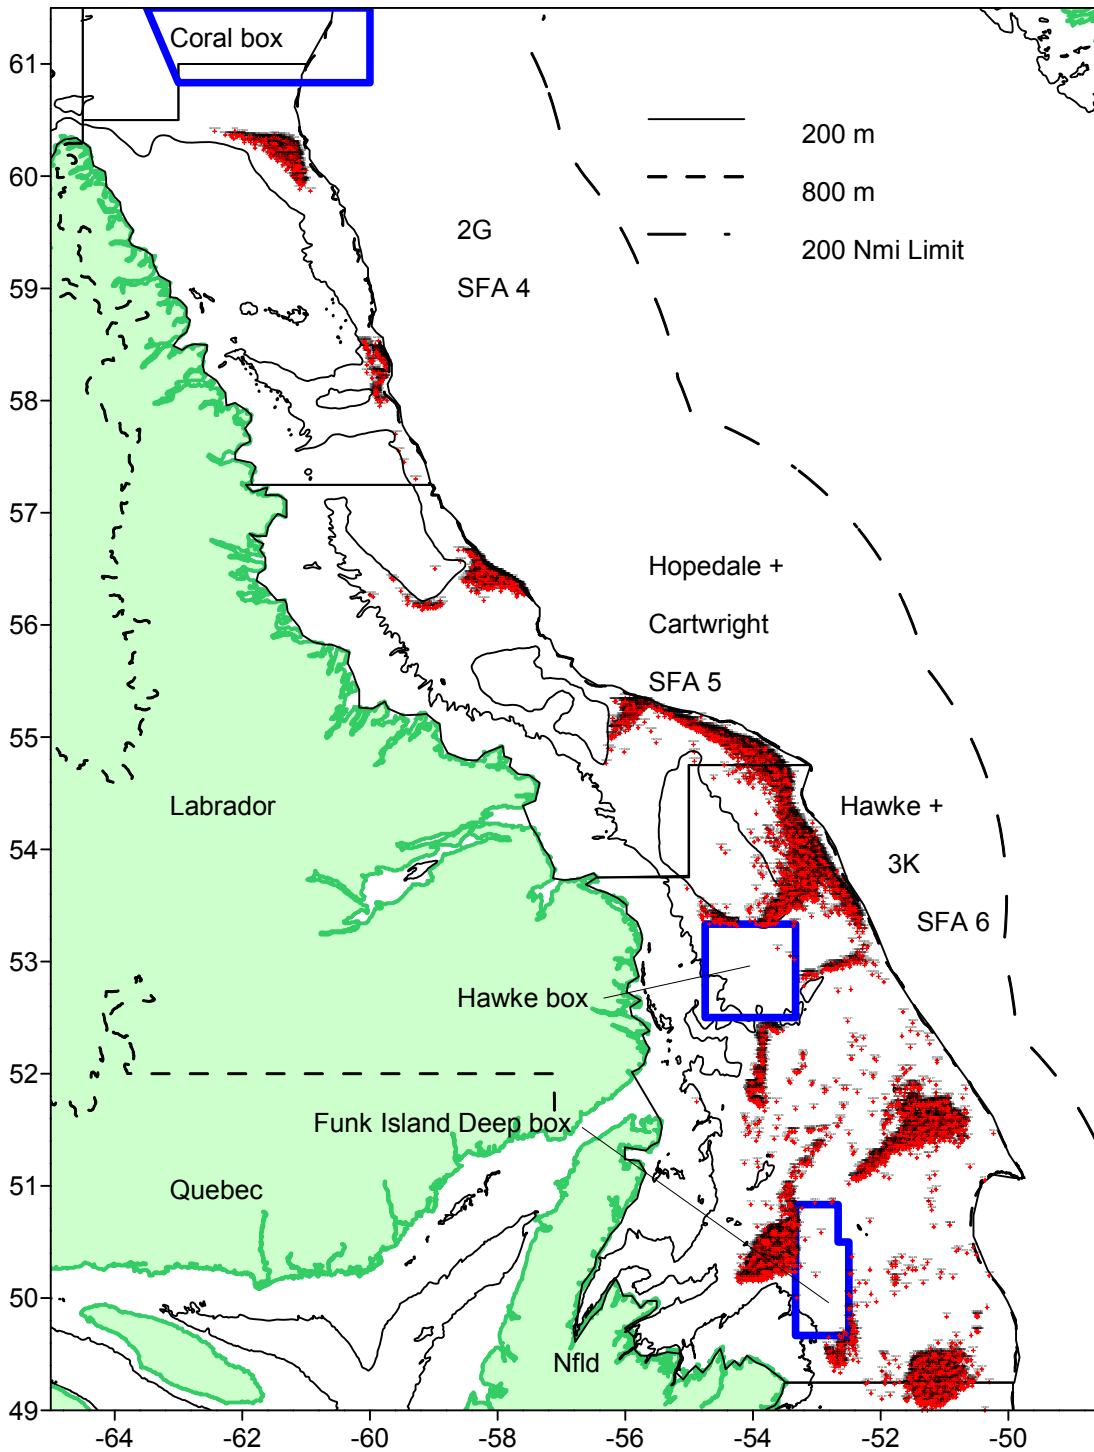 Coral box
61
200 m
60
800 m
2G
200 Nmi Limit
SFA 4
59
58
57
Hopedale +
Cartwright
56
SFA 5
55
Labrador
Hawke +
3K
54
SFA 6
53
Hawke box
52
Funk Island Deep box
51
Quebec
50
Nfld
49
-64
-62
-60
-58
-56
-54
-52
-50